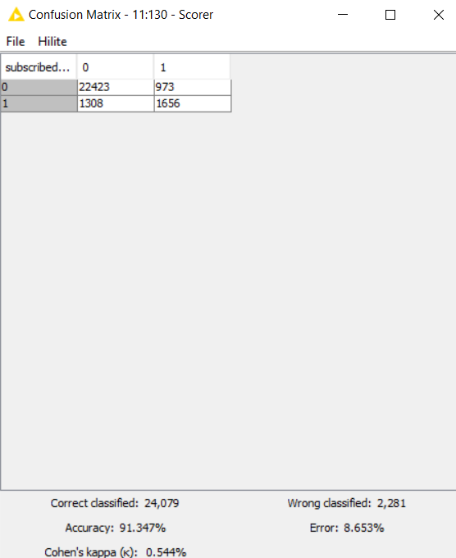 Confusion Matrix - 11:130 - Scorer
File Hilite
subscribed... 0 1
0 22423 973
1 1308 1656
Correct classified: 24,079 Wrong classified: 2,281
Accuracy: 91.347% Error: 8.653%
Cohen's kappa (κ): 0.544%